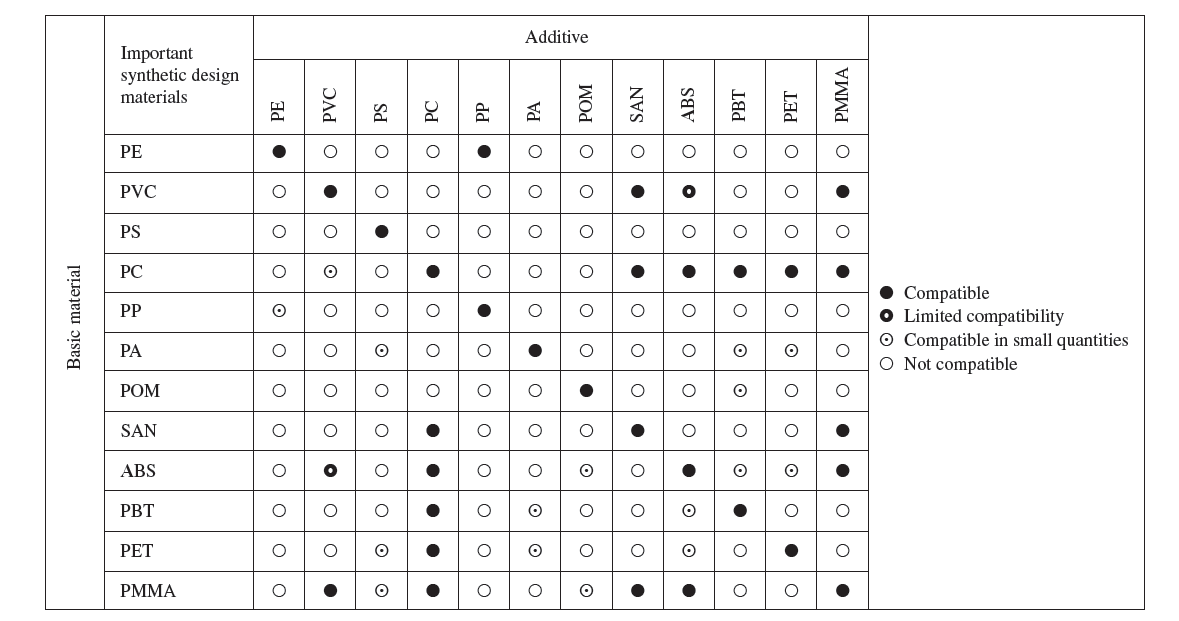 Important
synthetic design
materials
Additive
PE
PVC
PS
PC
PP
PA
POM
SAN
ABS
PBT
PET
PMMA
Basic material
PE
PVC
PS
PC
PP
PA
POM
SAN
ABS
PBT
PET
PMMA
Compatible
Limited compatibility
Compatible in small quantities
Not compatible